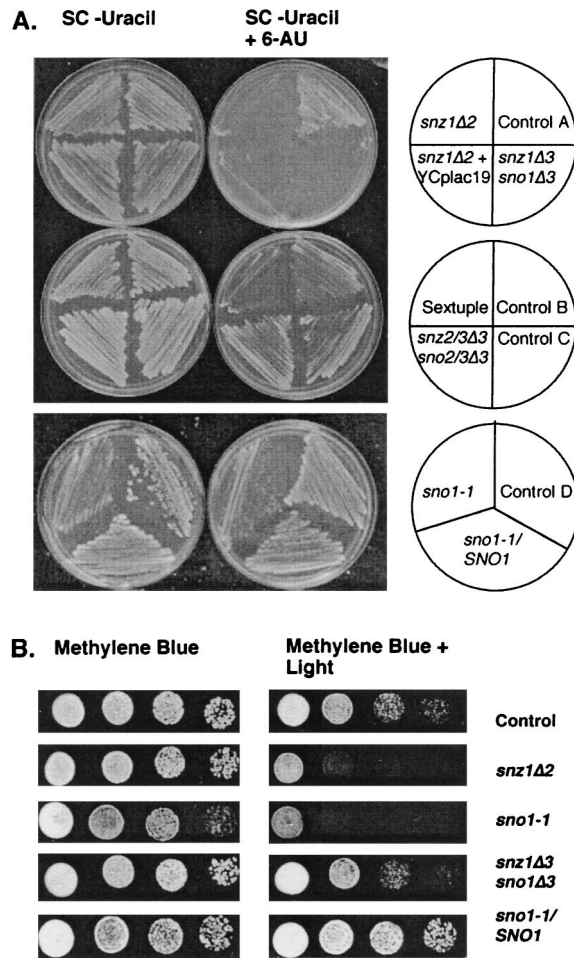 A.
SC -Uracil
SC -Uracil
+ 6-AU
snz1Δ2
Control A
snz1Δ2 +
YCplac19
snz1Δ3
sno1Δ3
Sextuple
Control B
snz2/3Δ3
sno2/3Δ3
Control C
sno1-1
Control D
sno1-1/
SNO1
B.
Methylene Blue
Methylene Blue +
Light
Control
snz1Δ2
sno1-1
snz1Δ3
sno1Δ3
sno1-1/
SNO1